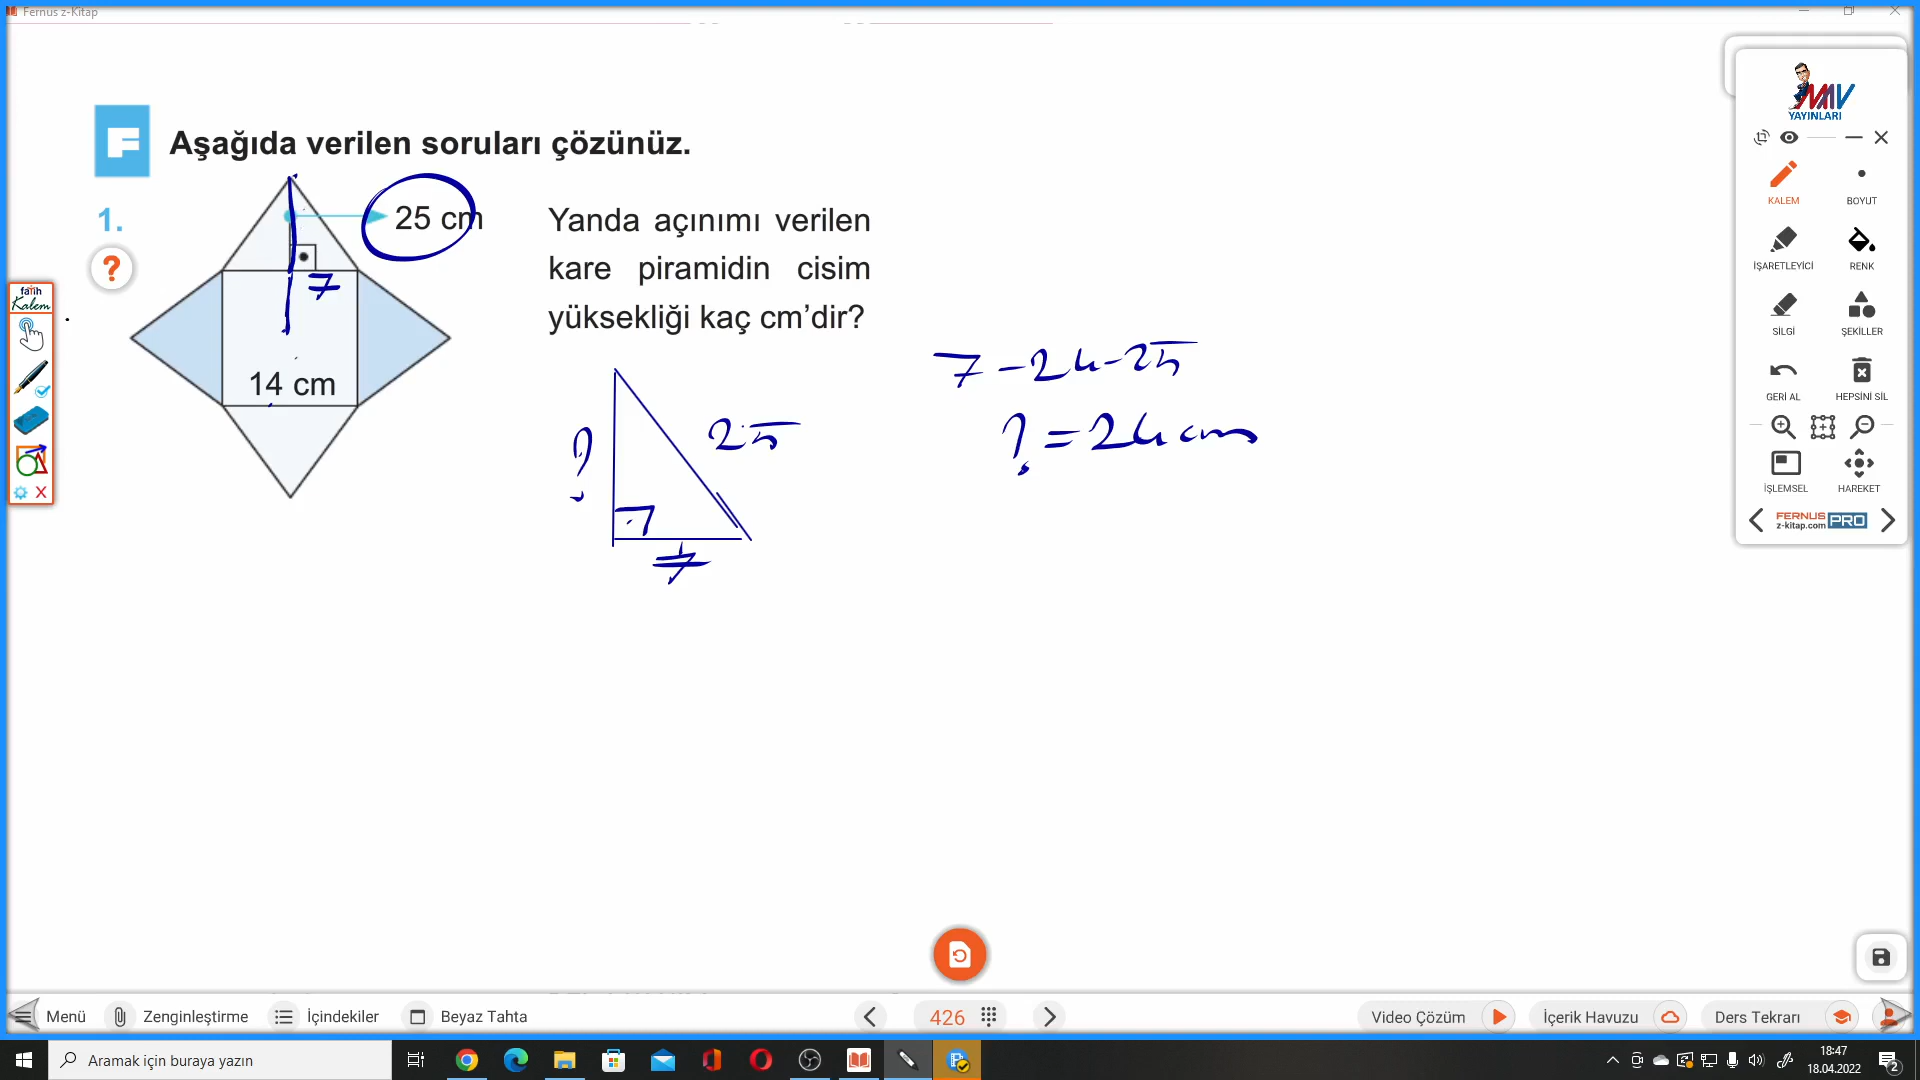 Fernus z-Kitap
F Aşağıda verilen soruları çözünüz.
1.
?
25 cm
7
14 cm
Yanda açınımı verilen
kare piramidin cisim
yüksekliği kaç cm'dir?
?
25
7
7 - 24 - 25
? = 24 cm
fatih
Kalem
MAV
YAYINLARI
KALEM
BOYUT
İŞARETLEYİCİ
RENK
SİLGİ
ŞEKİLLER
GERİ AL
HEPSİNİ SİL
İŞLEMSEL
HAREKET
FERNUS
z-kitap.com PRO
Menü
Zenginleştirme
İçindekiler
Beyaz Tahta
426
Video Çözüm
İçerik Havuzu
Ders Tekrarı
Aramak için buraya yazın
18:47
18.04.2022
2